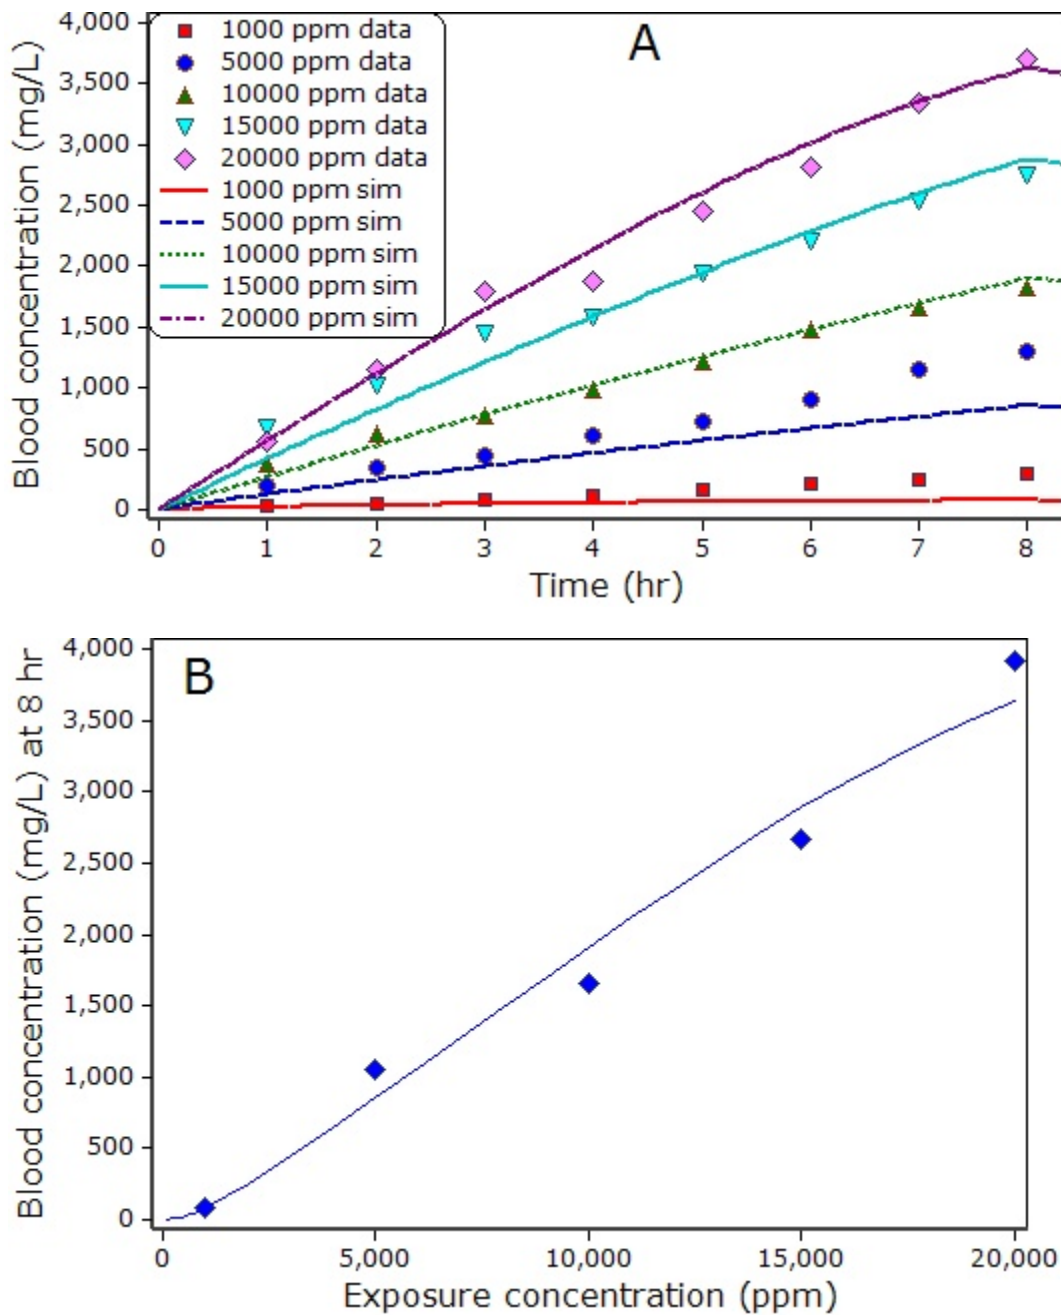 4,000
3,500
3,000
2,500
2,000
1,500
1,000
500
0
Blood concentration (mg/L)
1000 ppm data
5000 ppm data
10000 ppm data
15000 ppm data
20000 ppm data
1000 ppm sim
5000 ppm sim
10000 ppm sim
15000 ppm sim
20000 ppm sim
A
0 1 2 3 4 5 6 7 8
Time (hr)
4,000
3,500
3,000
2,500
2,000
1,500
1,000
500
0
Blood concentration (mg/L) at 8 hr
B
0 5,000 10,000 15,000 20,000
Exposure concentration (ppm)